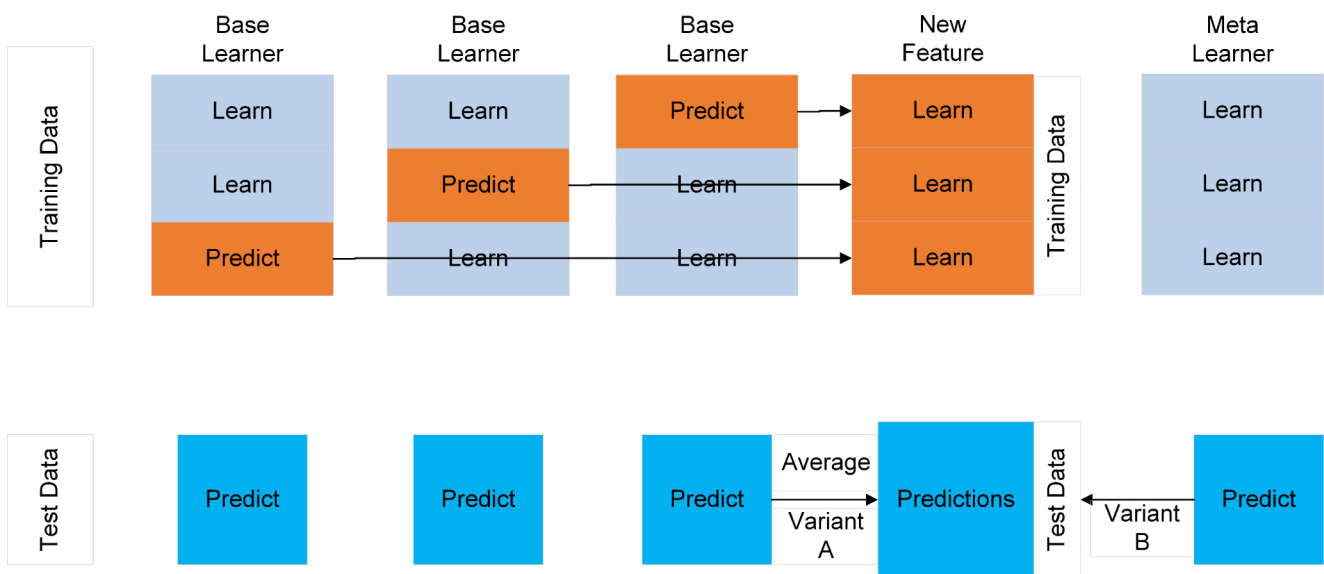 Base Learner
Base Learner
Base Learner
New Feature
Meta Learner
Training Data
Learn
Learn
Predict
Learn
Training Data
Learn
Learn
Predict
Learn
Learn
Learn
Predict
Learn
Learn
Learn
Learn
Test Data
Predict
Predict
Predict
Average
Variant A
Predictions
Test Data
Variant B
Predict